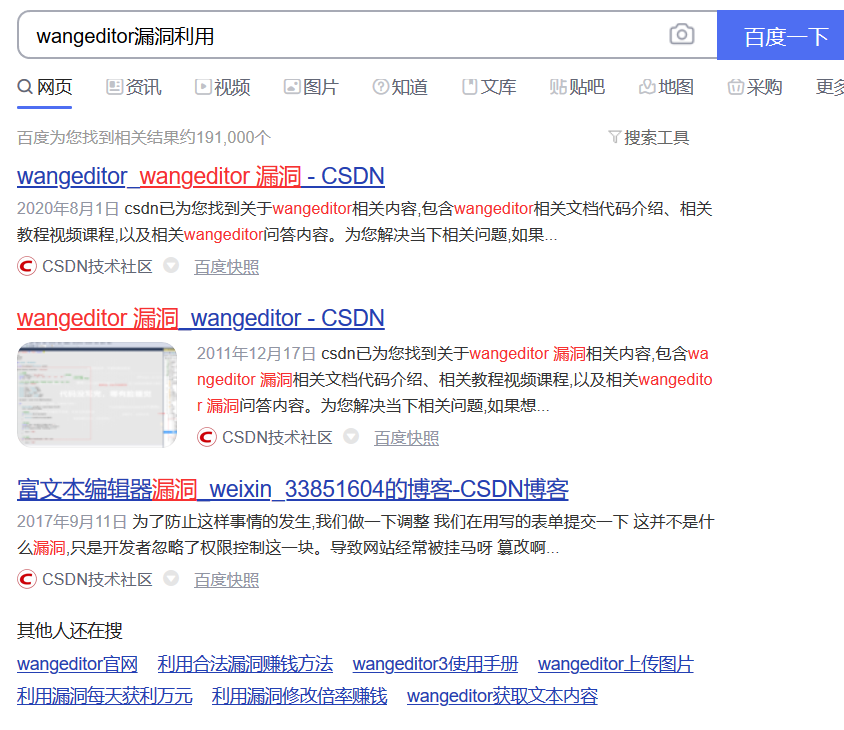 wangeditor漏洞利用
百度一下
网页 资讯 视频 图片 知道 文库 贴吧 地图 采购 更多
百度为您找到相关结果约191,000个
搜索工具
wangeditor_wangeditor 漏洞 - CSDN
2020年8月1日 csdn已为您找到关于wangeditor相关内容,包含wangeditor相关文档代码介绍、相关
教程视频课程,以及相关wangeditor问答内容。为您解决当下相关问题,如果...
CSDN技术社区 百度快照
wangeditor 漏洞_wangeditor - CSDN
2011年12月17日 csdn已为您找到关于wangeditor 漏洞相关内容,包含wa
ngeditor 漏洞相关文档代码介绍、相关教程视频课程,以及相关wangedito
r 漏洞问答内容。为您解决当下相关问题,如果想...
CSDN技术社区 百度快照
富文本编辑器漏洞_weixin_33851604的博客-CSDN博客
2017年9月11日 为了防止这样事情的发生,我们做一下调整 我们在用写的表单提交一下 这并不是什
么漏洞,只是开发者忽略了权限控制这一块。导致网站经常被挂马呀 篡改啊...
CSDN技术社区 百度快照
其他人还在搜
wangeditor官网 利用合法漏洞赚钱方法 wangeditor3使用手册 wangeditor上传图片
利用漏洞每天获利万元 利用漏洞修改倍率赚钱 wangeditor获取文本内容